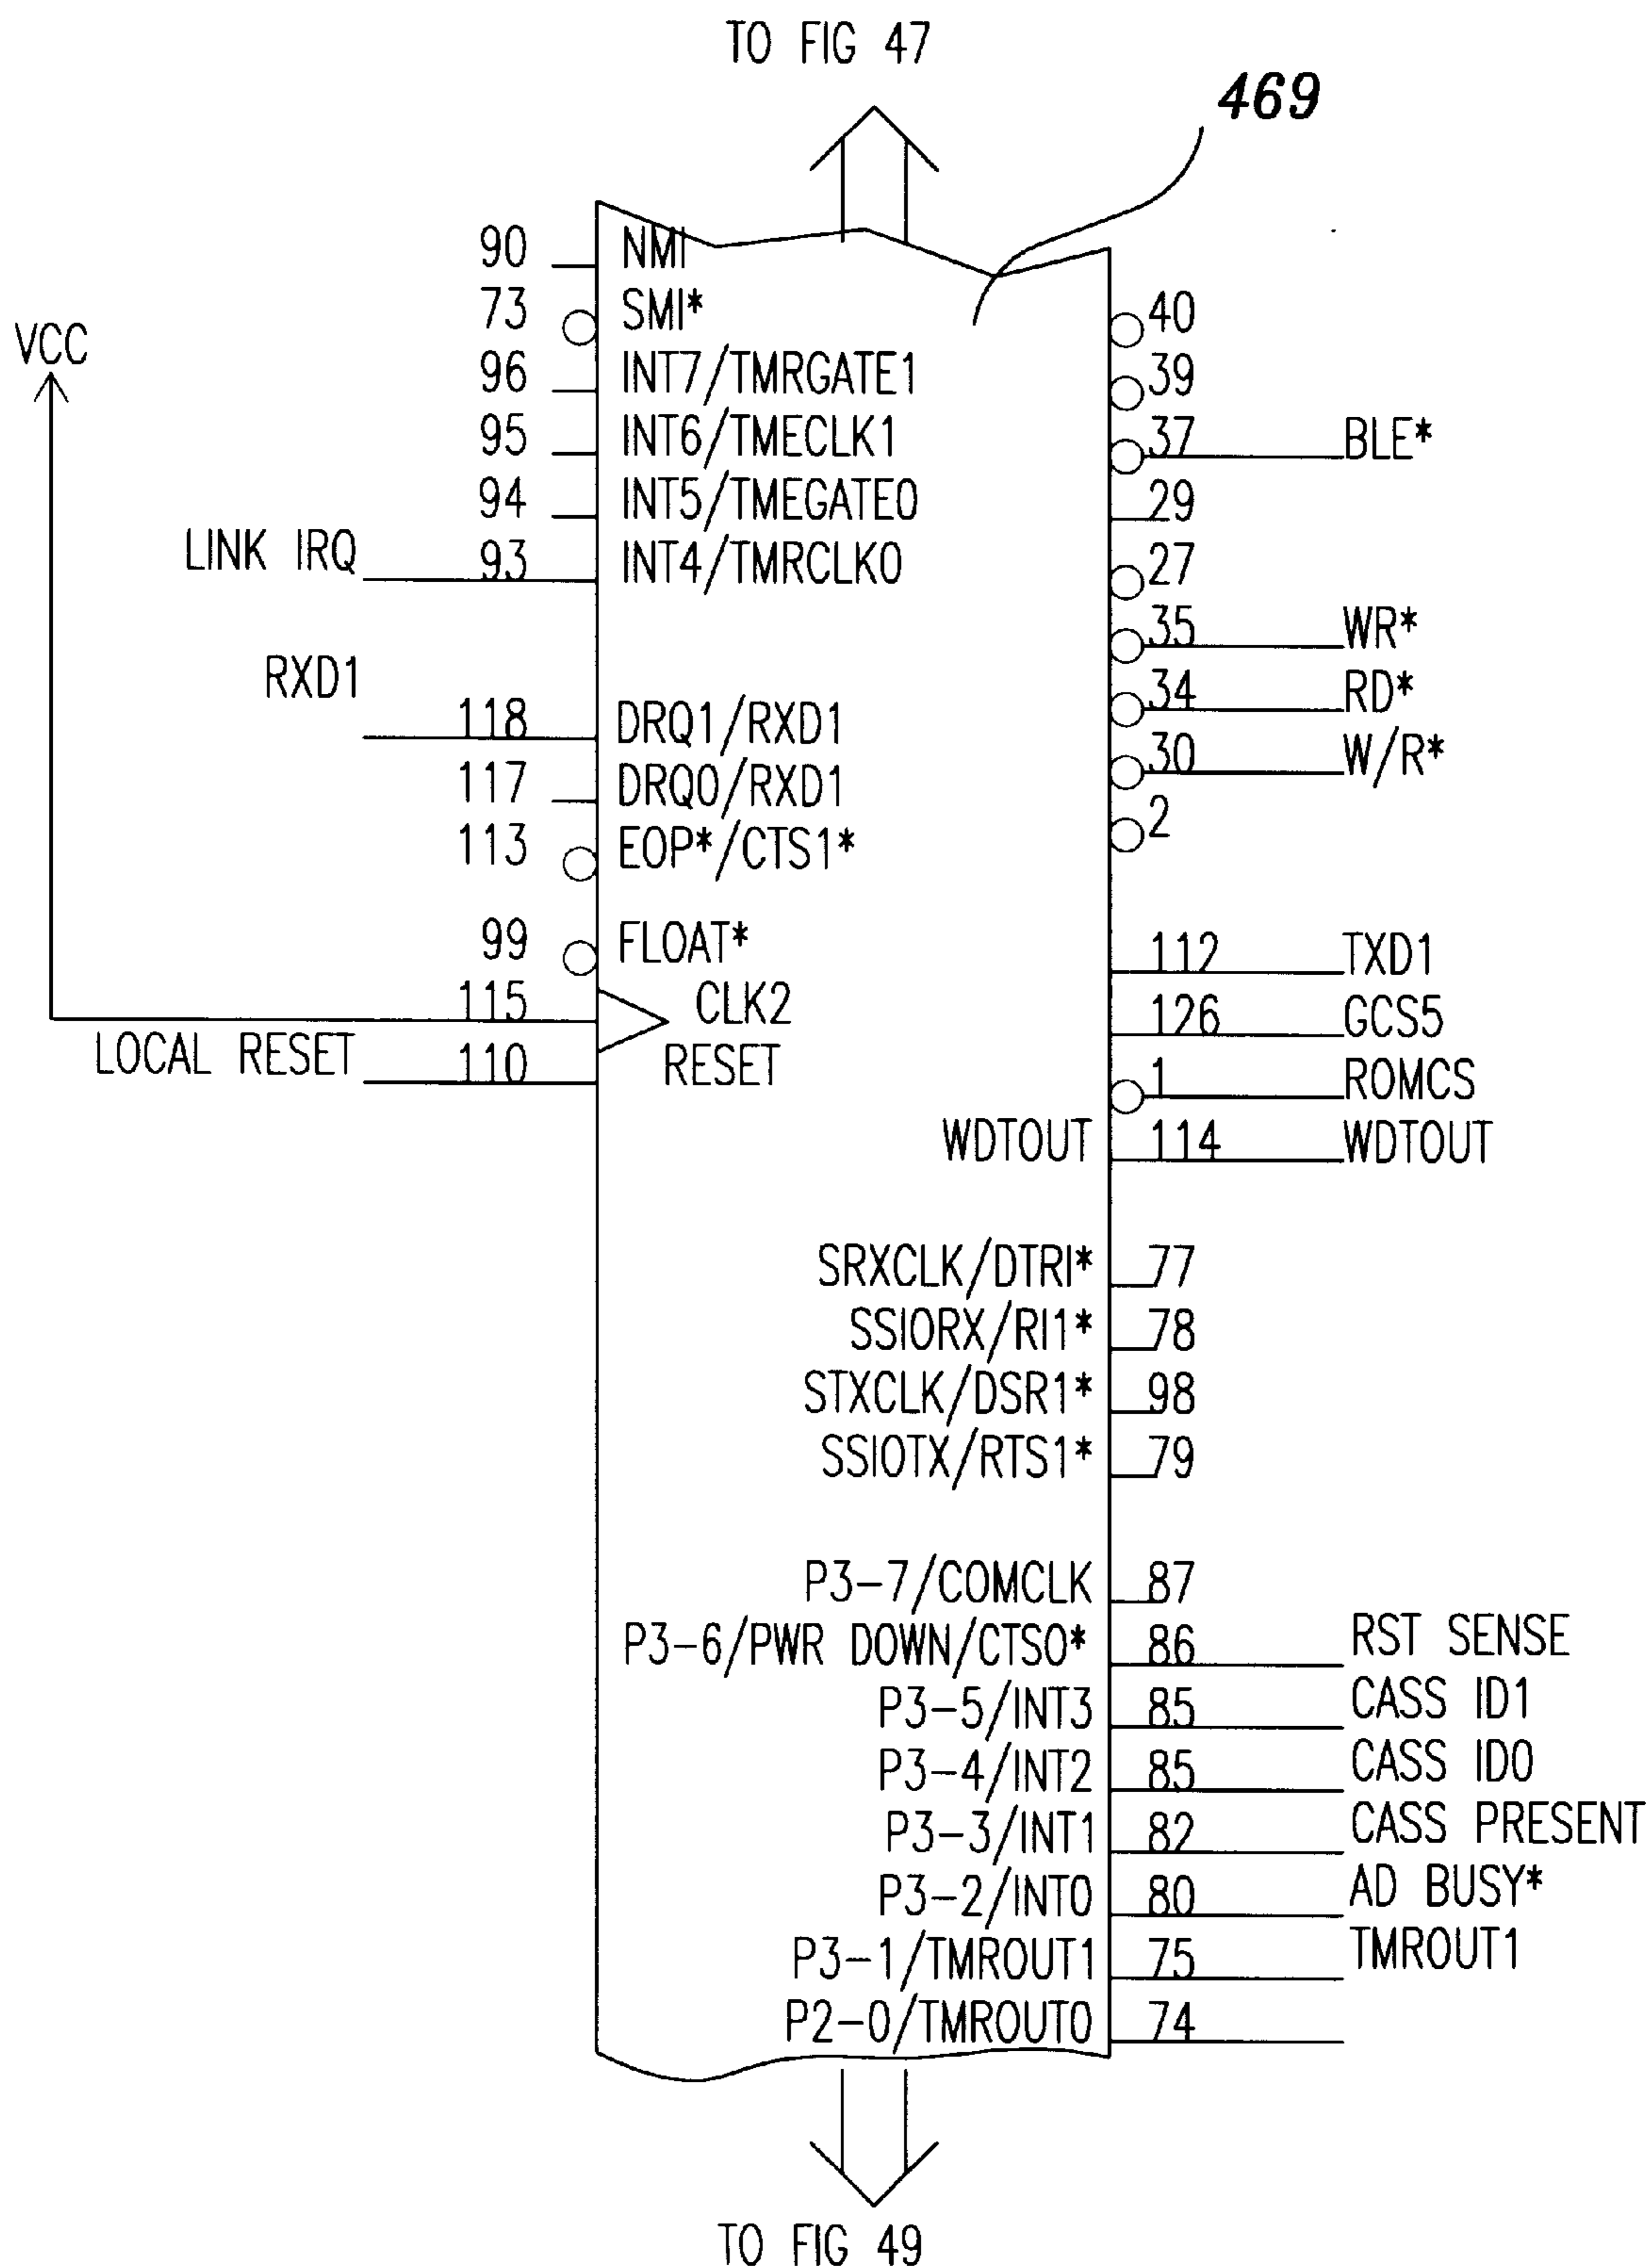 TO FIG 47
469
90 NMI
73 SMI*
40
VCC
96 INT7/TMRGATE1
39
95 INT6/TMECLK1
37 BLE*
94 INT5/TMEGATE0
29
LINK IRQ 93 INT4/TMRCLK0
27
35 WR*
RXD1
34 RD*
118 DRQ1/RXD1
30 W/R*
117 DRQ0/RXD1
2
113 EOP*/CTS1*
99 FLOAT*
112 TXD1
115 CLK2
126 GCS5
LOCAL RESET 110 RESET
1 ROMCS
WDTOUT 114 WDTOUT
SRXCLK/DTRI* 77
SSIORX/RI1* 78
STXCLK/DSR1* 98
SSIOTX/RTS1* 79
P3-7/COMCLK 87
P3-6/PWR DOWN/CTS0* 86 RST SENSE
P3-5/INT3 85 CASS ID1
P3-4/INT2 85 CASS ID0
P3-3/INT1 82 CASS PRESENT
P3-2/INT0 80 AD BUSY*
P3-1/TMROUT1 75 TMROUT1
P2-0/TMROUT0 74
TO FIG 49